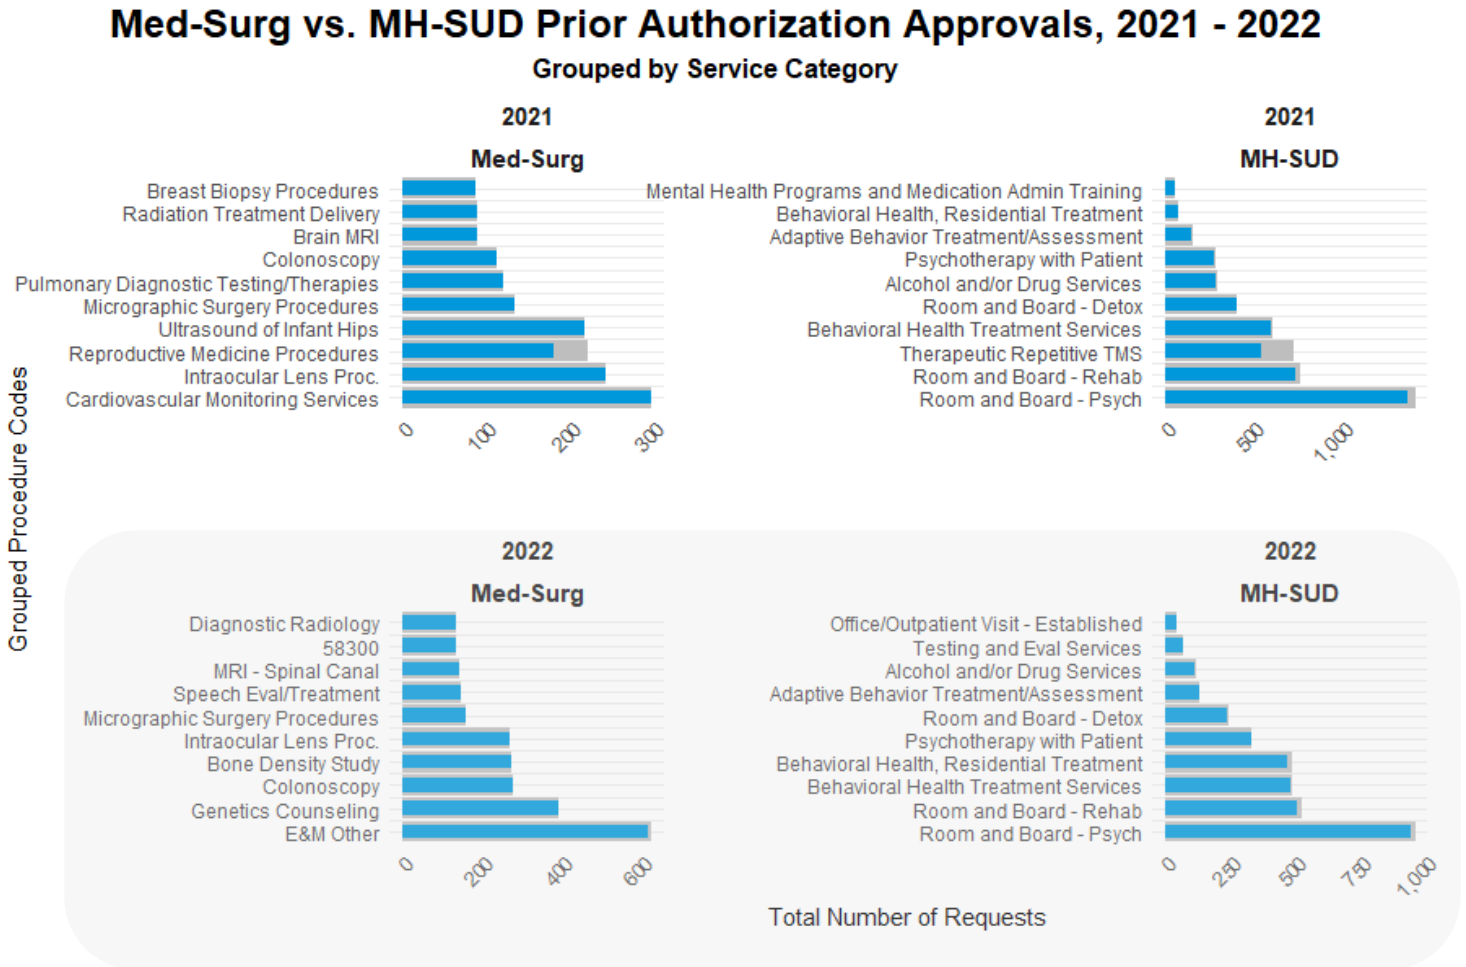 Med-Surg vs. MH-SUD Prior Authorization Approvals, 2021 - 2022
Grouped by Service Category
Grouped Procedure Codes
2021
Med-Surg
Breast Biopsy Procedures
Radiation Treatment Delivery
Brain MRI
Colonoscopy
Pulmonary Diagnostic Testing/Therapies
Micrographic Surgery Procedures
Ultrasound of Infant Hips
Reproductive Medicine Procedures
Intraocular Lens Proc.
Cardiovascular Monitoring Services
0 100 200 300
2021
MH-SUD
Mental Health Programs and Medication Admin Training
Behavioral Health, Residential Treatment
Adaptive Behavior Treatment/Assessment
Psychotherapy with Patient
Alcohol and/or Drug Services
Room and Board - Detox
Behavioral Health Treatment Services
Therapeutic Repetitive TMS
Room and Board - Rehab
Room and Board - Psych
0 500 1,000
2022
Med-Surg
Diagnostic Radiology
58300
MRI - Spinal Canal
Speech Eval/Treatment
Micrographic Surgery Procedures
Intraocular Lens Proc.
Bone Density Study
Colonoscopy
Genetics Counseling
E&M Other
0 200 400 600
2022
MH-SUD
Office/Outpatient Visit - Established
Testing and Eval Services
Alcohol and/or Drug Services
Adaptive Behavior Treatment/Assessment
Room and Board - Detox
Psychotherapy with Patient
Behavioral Health, Residential Treatment
Behavioral Health Treatment Services
Room and Board - Rehab
Room and Board - Psych
0 250 500 750 1,000
Total Number of Requests